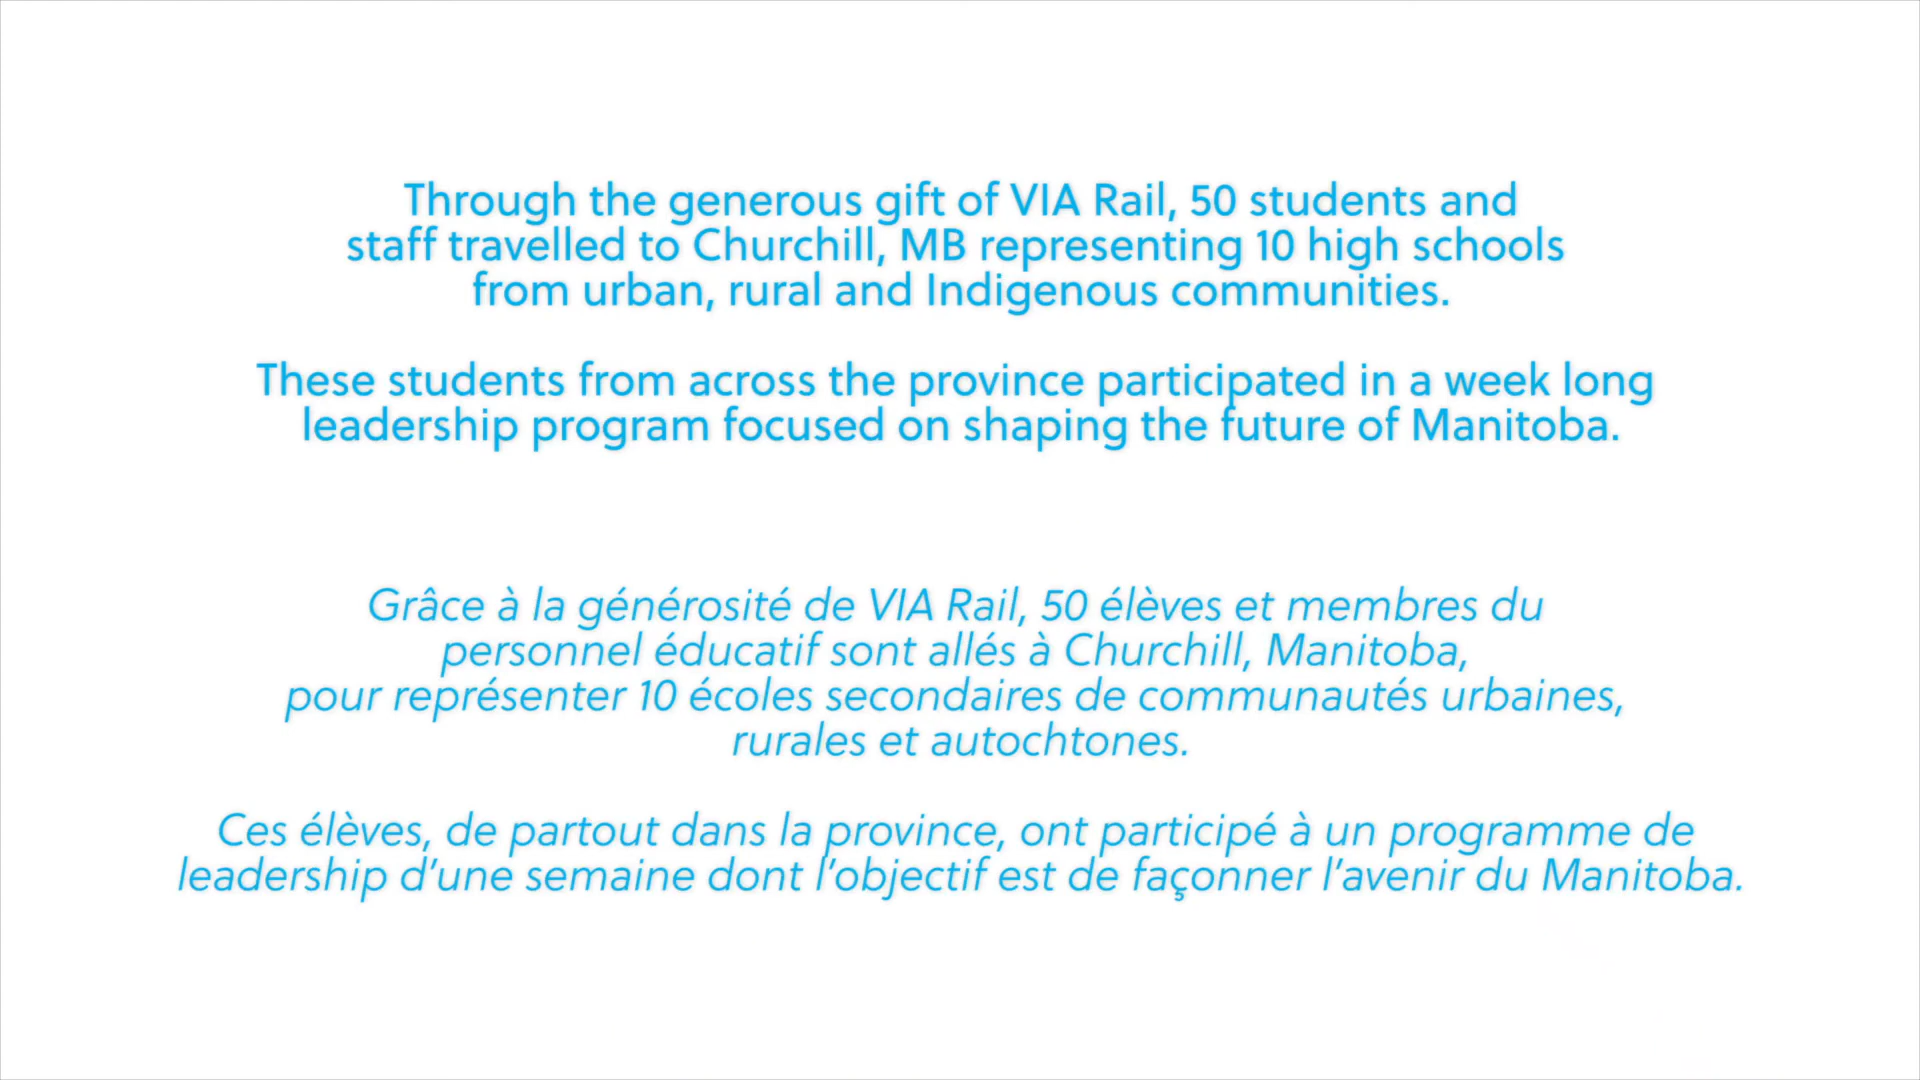 Through the generous gift of VIA Rail, 50 students and
staff travelled to Churchill, MB representing 10 high schools
from urban, rural and Indigenous communities.
These students from across the province participated in a week long
leadership program focused on shaping the future of Manitoba.
Grâce à la générosité de VIA Rail, 50 élèves et membres du
personnel éducatif sont allés à Churchill, Manitoba,
pour représenter 10 écoles secondaires de communautés urbaines,
rurales et autochtones.
Ces élèves, de partout dans la province, ont participé à un programme de
leadership d’une semaine dont l’objectif est de façonner l’avenir du Manitoba.